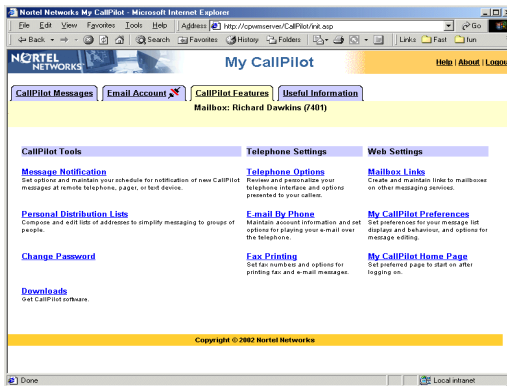 Nortel Networks My CallPilot - Microsoft Internet Explorer
File Edit View Favorites Tools Help Address http://cpwmserver/CallPilot/init.asp Go
Back Search Favorites History Folders Links Fast fun
NORTEL NETWORKS My CallPilot Help | About | Logou
CallPilot Messages Email Account CallPilot Features Useful Information
Mailbox: Richard Dawkins (7401)
CallPilot Tools Telephone Settings Web Settings
Message Notification
Set options and maintain your schedule for notification of new CallPilot
messages at remote telephone, pager, or text device.
Telephone Options
Review and personalize your
telephone interface and options
presented to your callers.
Mailbox Links
Create and maintain links to mailboxes
on other messaging services.
Personal Distribution Lists
Compose and edit lists of addresses to simplify messaging to groups of
people.
E-mail By Phone
Maintain account information and set
options for playing your e-mail over
the telephone.
My CallPilot Preferences
Set preferences for your message list
displays and behaviour, and options for
message editing.
Change Password
Fax Printing
Set fax numbers and options for
printing fax and e-mail messages.
My CallPilot Home Page
Set preferred page to start on after
logging on.
Downloads
Get CallPilot software.
Copyright © 2002 Nortel Networks
Done Local intranet